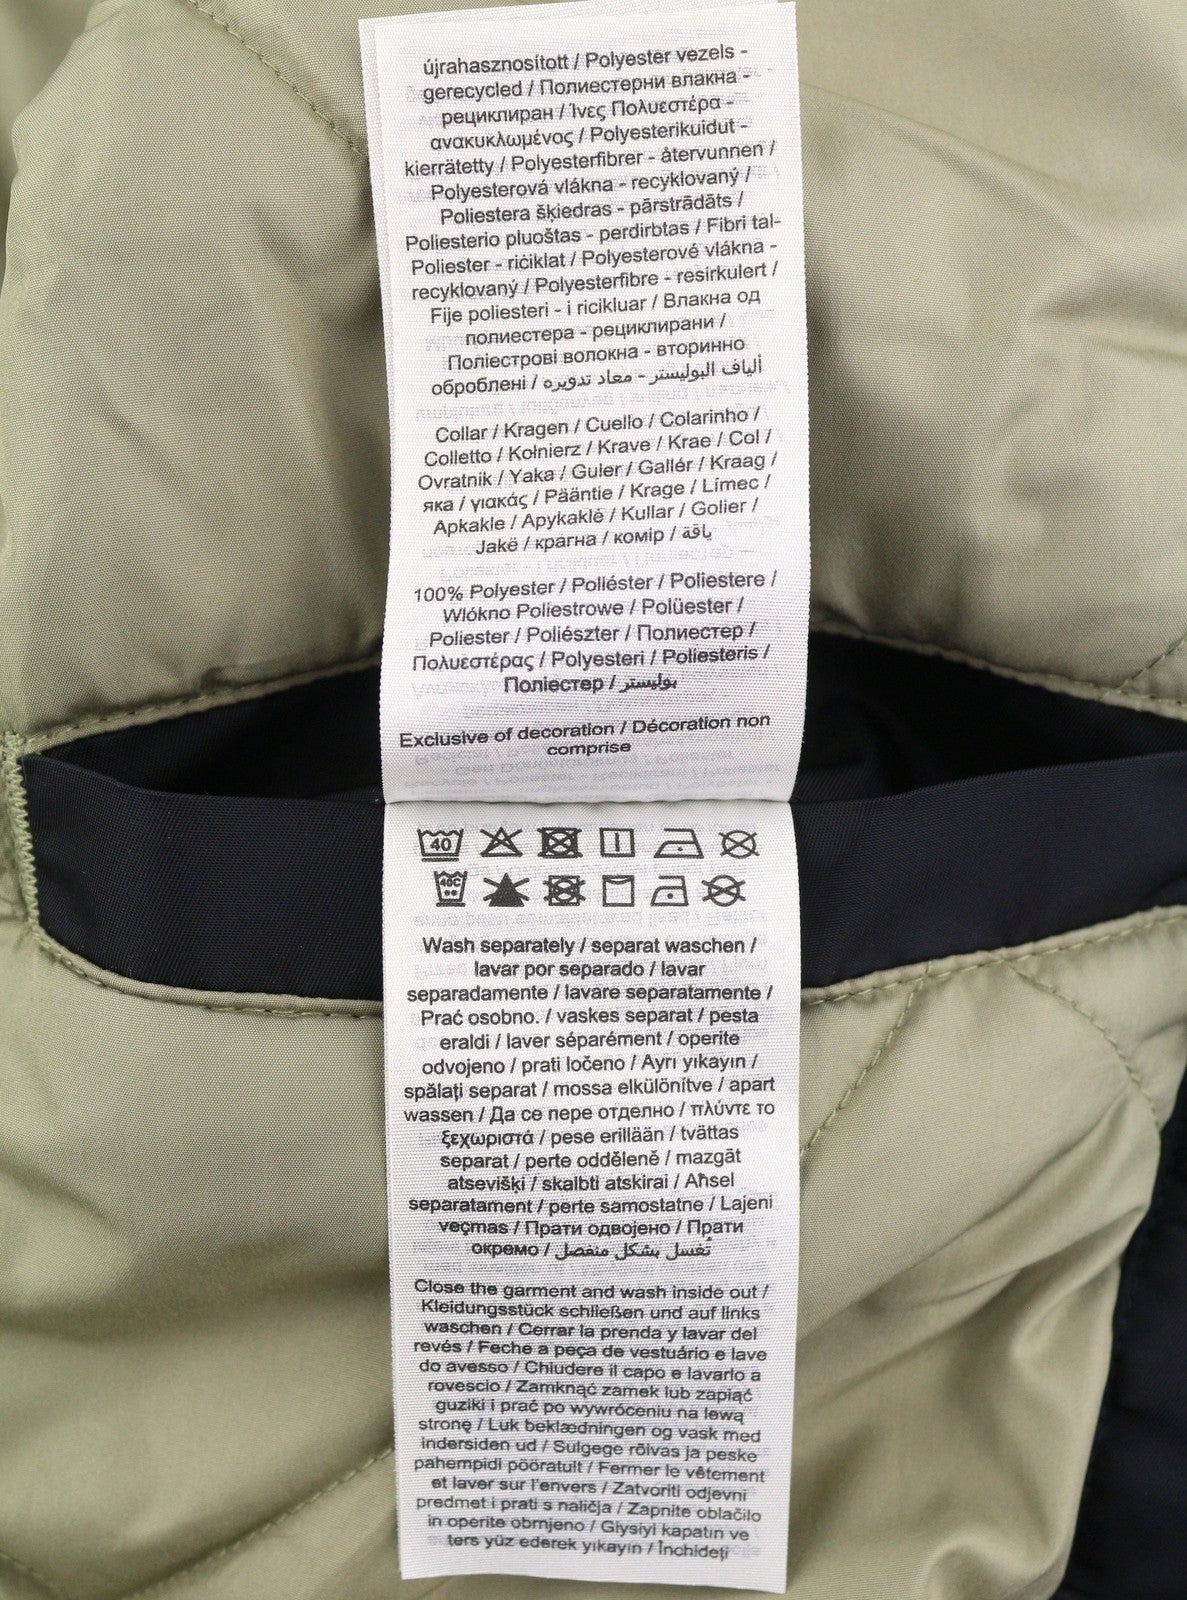 újrahasznosított / Polyester vezels -
gerecycled / Полиестерни влакна -
рециклиран / Ίνες Πολυεστέρα -
ανακυκλωμένος / Polyesterikuidut -
kierrätetty / Polyesterfibrer - återvunnen /
Polyesterová vlákna - recyklovaný /
Poliestera šķiedras - pārstrādāts /
Poliesterio pluoštas - perdirbtas / Fibri tal-
Poliester - riċiklat / Polyesterové vlákna -
recyklovaný / Polyesterfibre - resirkulert /
Fije poliesteri - i ricikluar / Влакна од
полиестера - рециклирани /
Поліестрові волокна - вторинно
оброблені / ألياف البوليستر - معاد تدويره
Collar / Kragen / Cuello / Colarinho /
Colletto / Kołnierz / Krave / Krae / Col /
Ovratnik / Yaka / Guler / Gallér / Kraag /
яка / γιακάς / Pääntie / Krage / Límec /
Apkakle / Apykaklė / Kullar / Golier /
Jakë / крагна / комір / ياقة
100% Polyester / Poliéster / Poliestere /
Włókno Poliestrowe / Polüester /
Poliester / Poliészter / Полиестер /
Πολυεστέρας / Polyesteri / Poliesteris /
Поліестер / بوليستر
Exclusive of decoration / Décoration non
comprise
40
40C
Wash separately / separat waschen /
lavar por separado / lavar
separadamente / lavare separatamente /
Prać osobno. / vaskes separat / pesta
eraldi / laver séparément / operite
odvojeno / prati ločeno / Ayrı yıkayın /
spălați separat / mossa elkülönítve / apart
wassen / Да се пере отделно / πλύντε το
ξεχωριστά / pese erillään / tvättas
separat / perte odděleně / mazgāt
atsevišķi / skalbti atskirai / Aħsel
separatament / perte samostatne / Lajeni
veçmas / Прати одвојено / Прати
окремо / تُغسل بشكل منفصل
Close the garment and wash inside out /
Kleidungsstück schließen und auf links
waschen / Cerrar la prenda y lavar del
revés / Feche a peça de vestuário e lave
do avesso / Chiudere il capo e lavarlo a
rovescio / Zamknąć zamek lub zapiąć
guziki i prać po wywróceniu na lewą
stronę / Luk beklædningen og vask med
indersiden ud / Sulgege rõivas ja peske
pahempidi pööratult / Fermer le vêtement
et laver sur l'envers / Zatvoriti odjevni
predmet i prati s naličja / Zapnite oblačilo
in operite obrnjeno / Giysiyi kapatın ve
ters yüz ederek yıkayın / Închideți